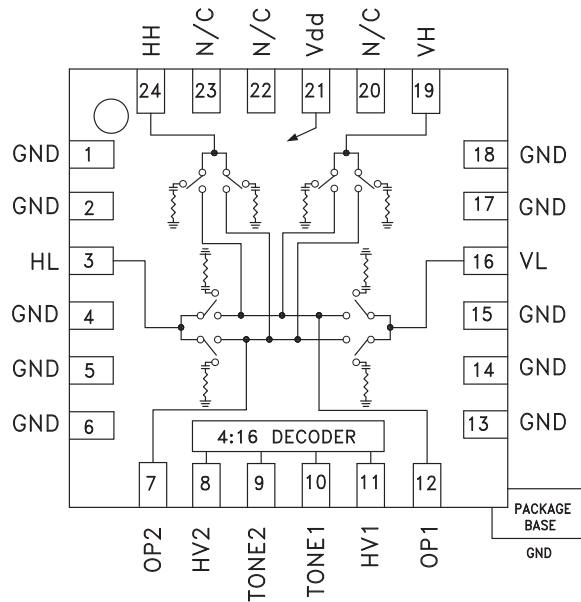 HH N/C N/C Vdd N/C VH
24 23 22 21 20 19
GND 1 18 GND
GND 2 17 GND
HL 3 16 VL
GND 4 15 GND
GND 5 14 GND
GND 6 13 GND
4:16 DECODER
7 8 9 10 11 12
OP2 HV2 TONE2 TONE1 HV1 OP1
PACKAGE
BASE
GND